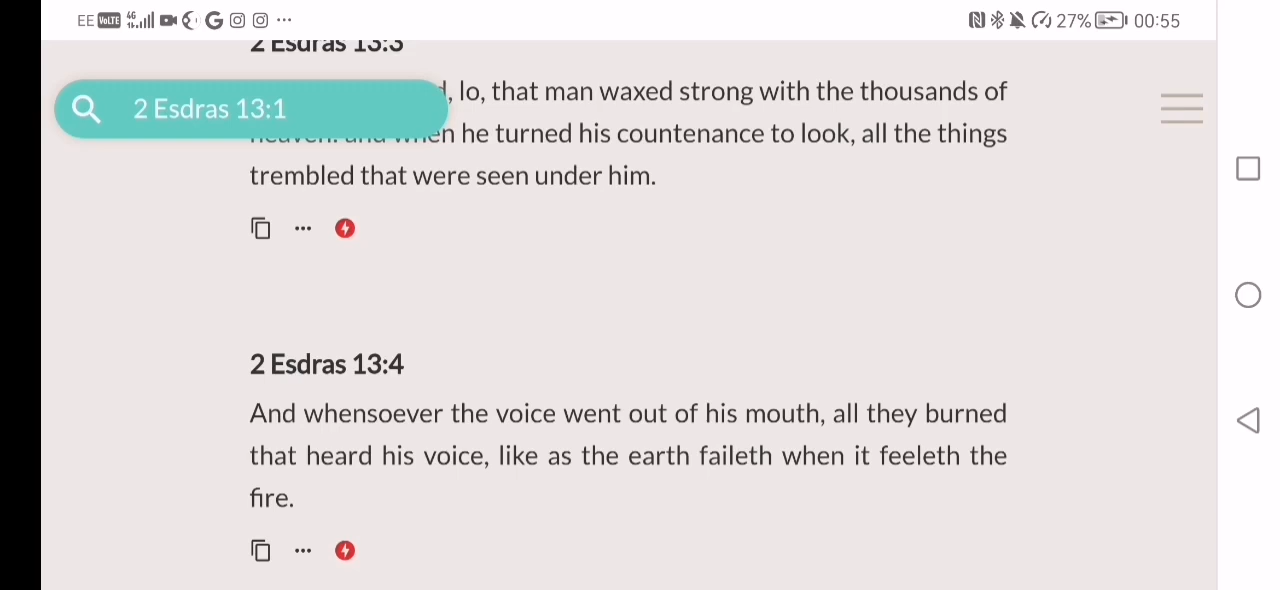 EE VoLTE 4G 27% 00:55
2 Esdras 13:3
2 Esdras 13:1
, lo, that man waxed strong with the thousands of
he turned his countenance to look, all the things
trembled that were seen under him.
2 Esdras 13:4
And whensoever the voice went out of his mouth, all they burned
that heard his voice, like as the earth faileth when it feeleth the
fire.